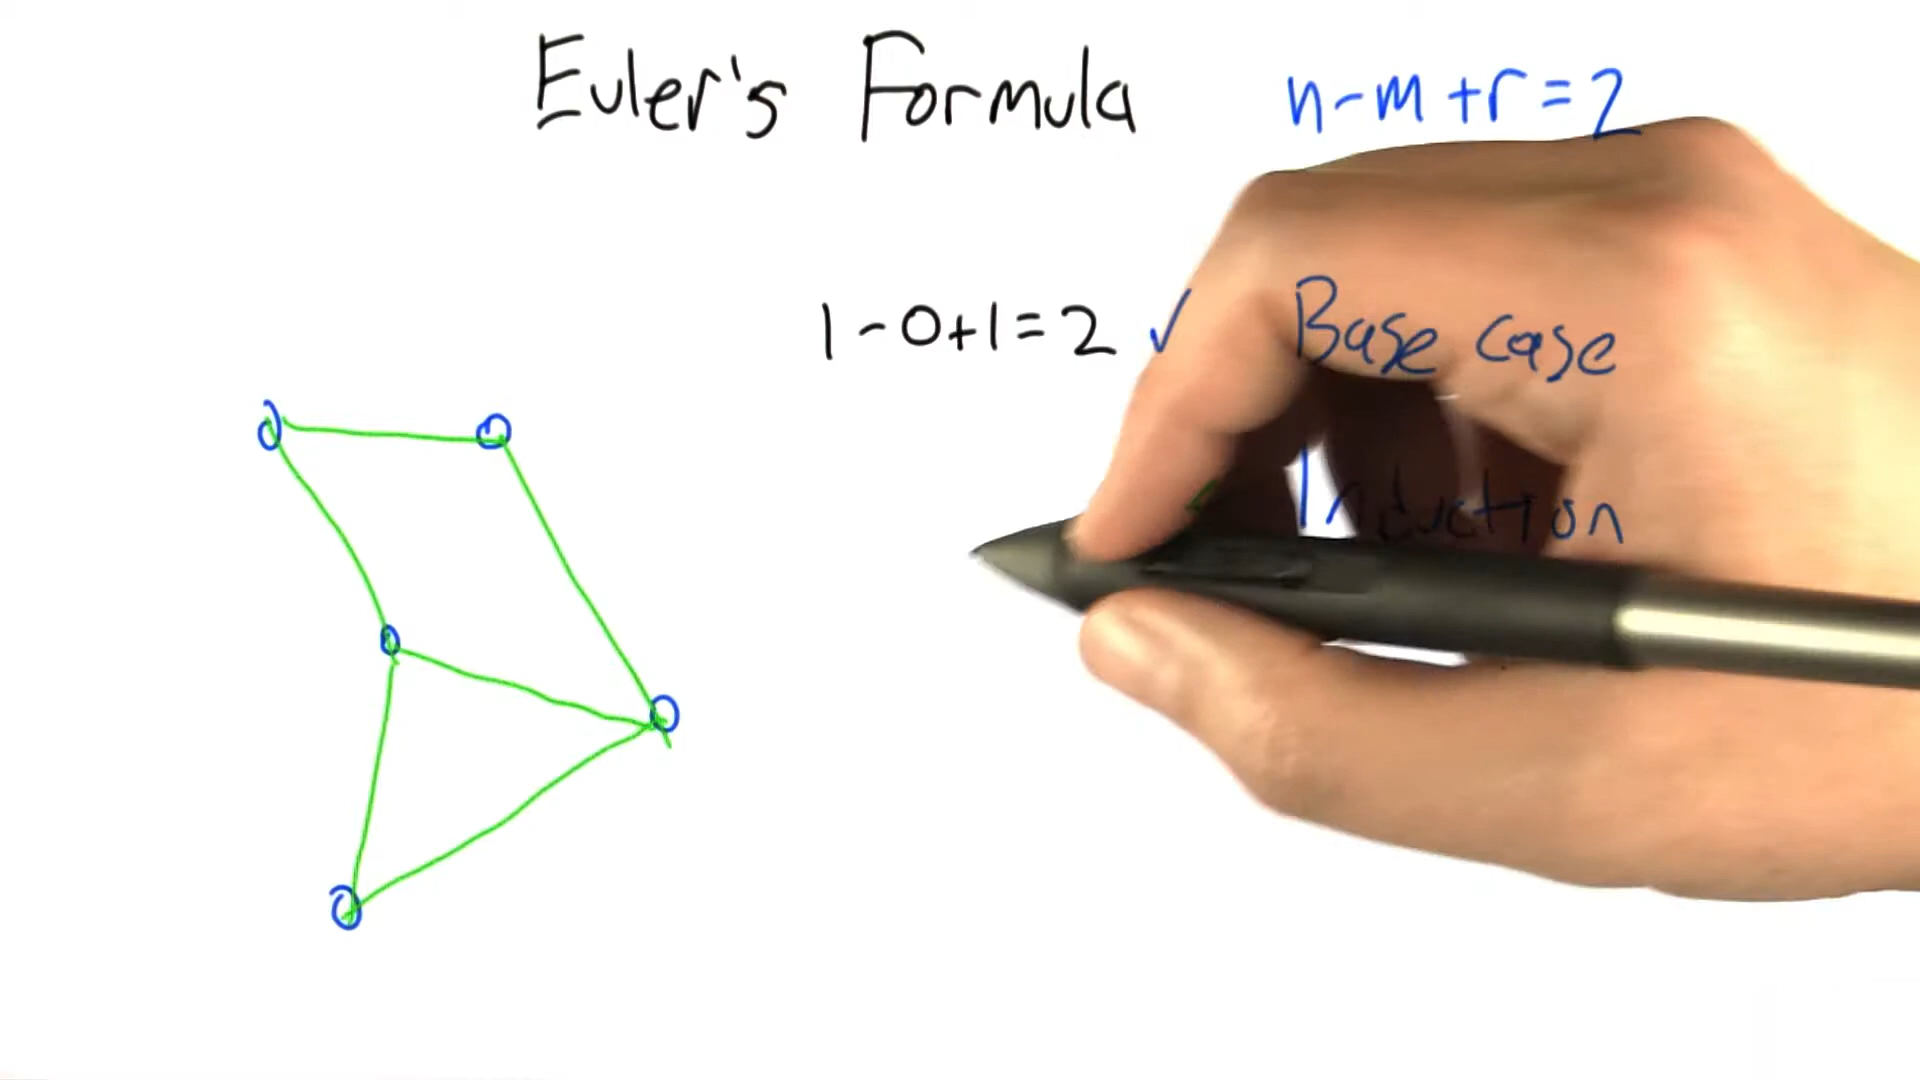 Euler's Formula n-m+r=2
1-0+1=2 ✓ Base case
Induction